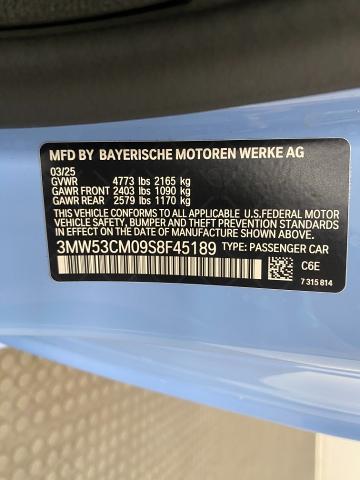 MFD BY BAYERISCHE MOTOREN WERKE AG
03/25
GVWR 4773 lbs 2165 kg
GAWR FRONT 2403 lbs 1090 kg
GAWR REAR 2579 lbs 1170 kg
THIS VEHICLE CONFORMS TO ALL APPLICABLE U.S. FEDERAL MOTOR
VEHICLE SAFETY, BUMPER, AND THEFT PREVENTION STANDARDS
IN EFFECT ON THE DATE OF MANUFACTURE SHOWN ABOVE.
3MW53CM09S8F45189 TYPE: PASSENGER CAR
C6E
7 315 814